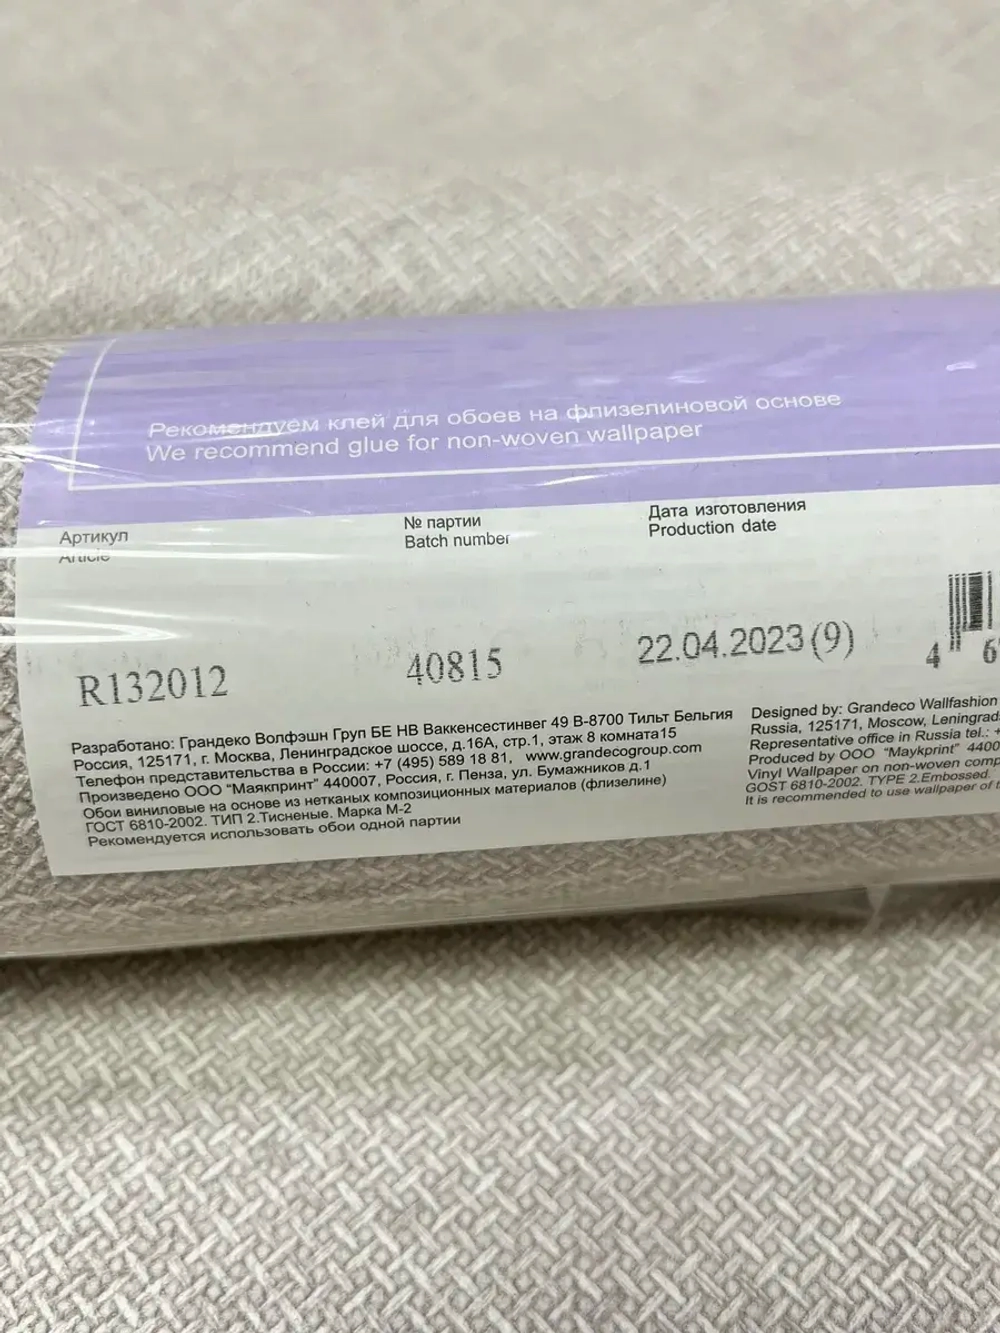 Рекомендуем клей для обоев на флизелиновой основе
We recommend glue for non-woven wallpaper
Артикул
Article
№ партии
Batch number
Дата изготовления
Production date
R132012
40815
22.04.2023(9)
4 6
Разработано: Грандеко Волфэшн Груп БЕ НВ Ваккенсестинвег 49 В-8700 Тильт Бельгия
Россия, 125171, г. Москва, Ленинградское шоссе, д.16А, стр.1, этаж 8 комната15
Телефон представительства в России: +7 (495) 589 18 81, www.grandecogroup.com
Произведено ООО "Маякпринт" 440007, Россия, г. Пенза, ул. Бумажников д.1
Обои виниловые на основе из нетканых композиционных материалов (флизелине)
ГОСТ 6810-2002. ТИП 2.Тисненые. Марка М-2
Рекомендуется использовать обои одной партии
Designed by: Grandeco Wallfashion
Russia, 125171, Moscow, Leningrad
Representative office in Russia tel.: +
Produced by OOO "Maykprint" 4400
Vinyl Wallpaper on non-woven comp
GOST 6810-2002. TYPE 2.Embossed.
It is recommended to use wallpaper of t